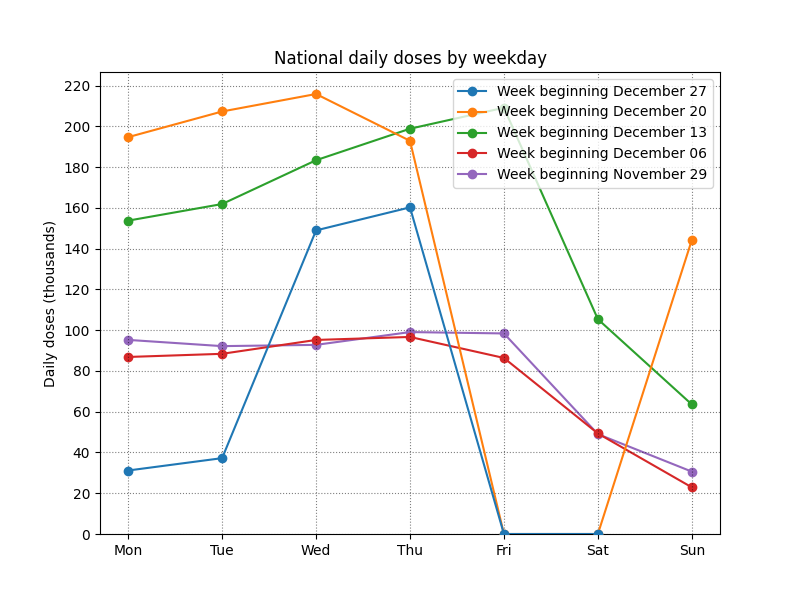 National daily doses by weekday
Week beginning December 27
Week beginning December 20
Week beginning December 13
Week beginning December 06
Week beginning November 29
Daily doses (thousands)
220
200
180
160
140
120
100
80
60
40
20
0
Mon Tue Wed Thu Fri Sat Sun